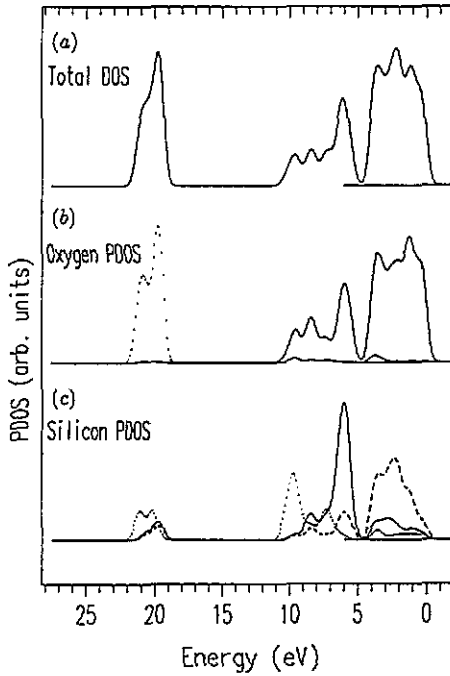 (a)
Total DOS
(b)
Oxygen PDOS
(c)
Silicon PDOS
PDOS (arb. units)
25 20 15 10 5 0
Energy (eV)